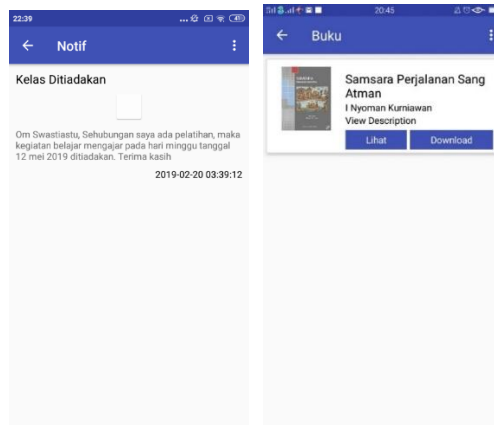 22:39
Notif
Kelas Ditiadakan
Om Swastiastu, Sehubungan saya ada pelatihan, maka
kegiatan belajar mengajar pada hari minggu tanggal
12 mei 2019 ditiadakan. Terima kasih
2019-02-20 03:39:12
20:45
Buku
Samsara Perjalanan Sang
Atman
I Nyoman Kurniawan
View Description
Lihat
Download